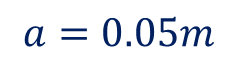 a = 0.05m